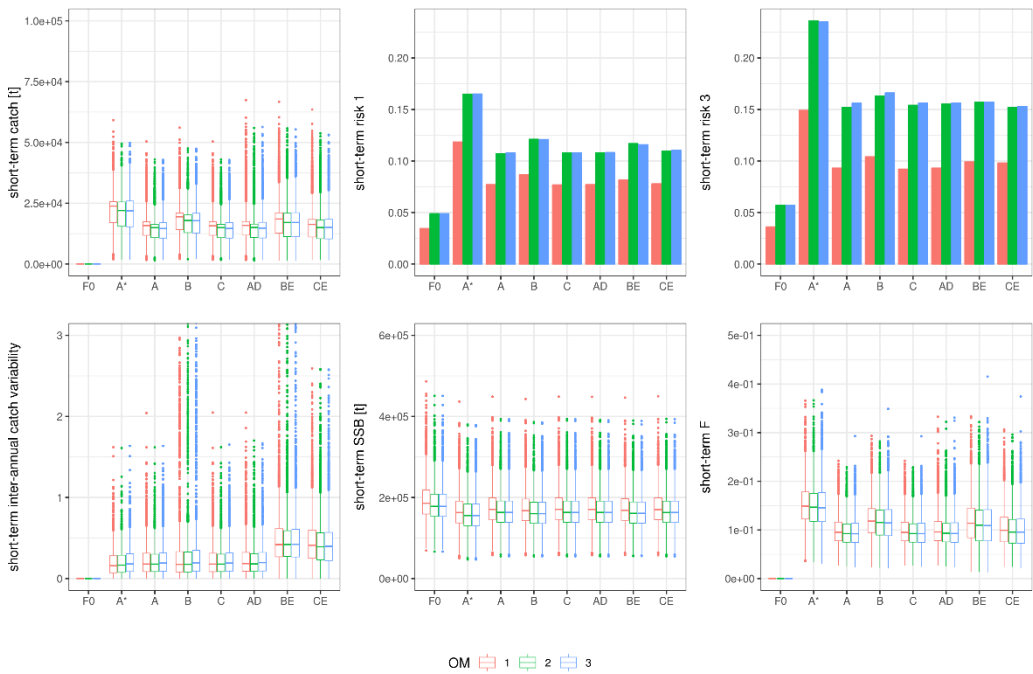 short-term catch [t]
1.0e+05
7.5e+04
5.0e+04
2.5e+04
0.0e+00
F0 A* A B C AD BE CE
short-term risk 1
0.20
0.15
0.10
0.05
0.00
F0 A* A B C AD BE CE
short-term risk 3
0.20
0.15
0.10
0.05
0.00
F0 A* A B C AD BE CE
short-term inter-annual catch variability
3
2
1
0
F0 A* A B C AD BE CE
short-term SSB [t]
6e+05
4e+05
2e+05
0e+00
F0 A* A B C AD BE CE
short-term F
5e-01
4e-01
3e-01
2e-01
1e-01
0e+00
F0 A* A B C AD BE CE
OM 1 2 3